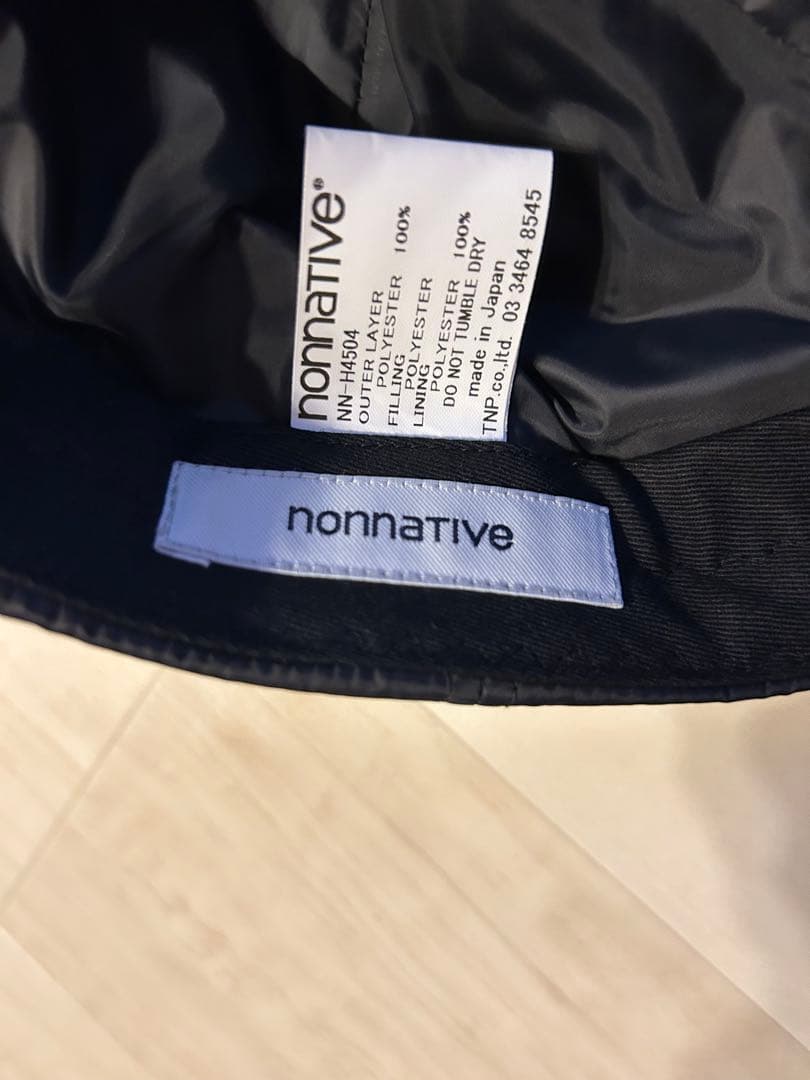 nonnative®
NN-H4504
OUTER LAYER
POLYESTER 100%
FILLING
POLYESTER
LINING
POLYESTER 100%
DO NOT TUMBLE DRY
made in Japan
TNP.co.,ltd. 03 3464 8545
nonnative